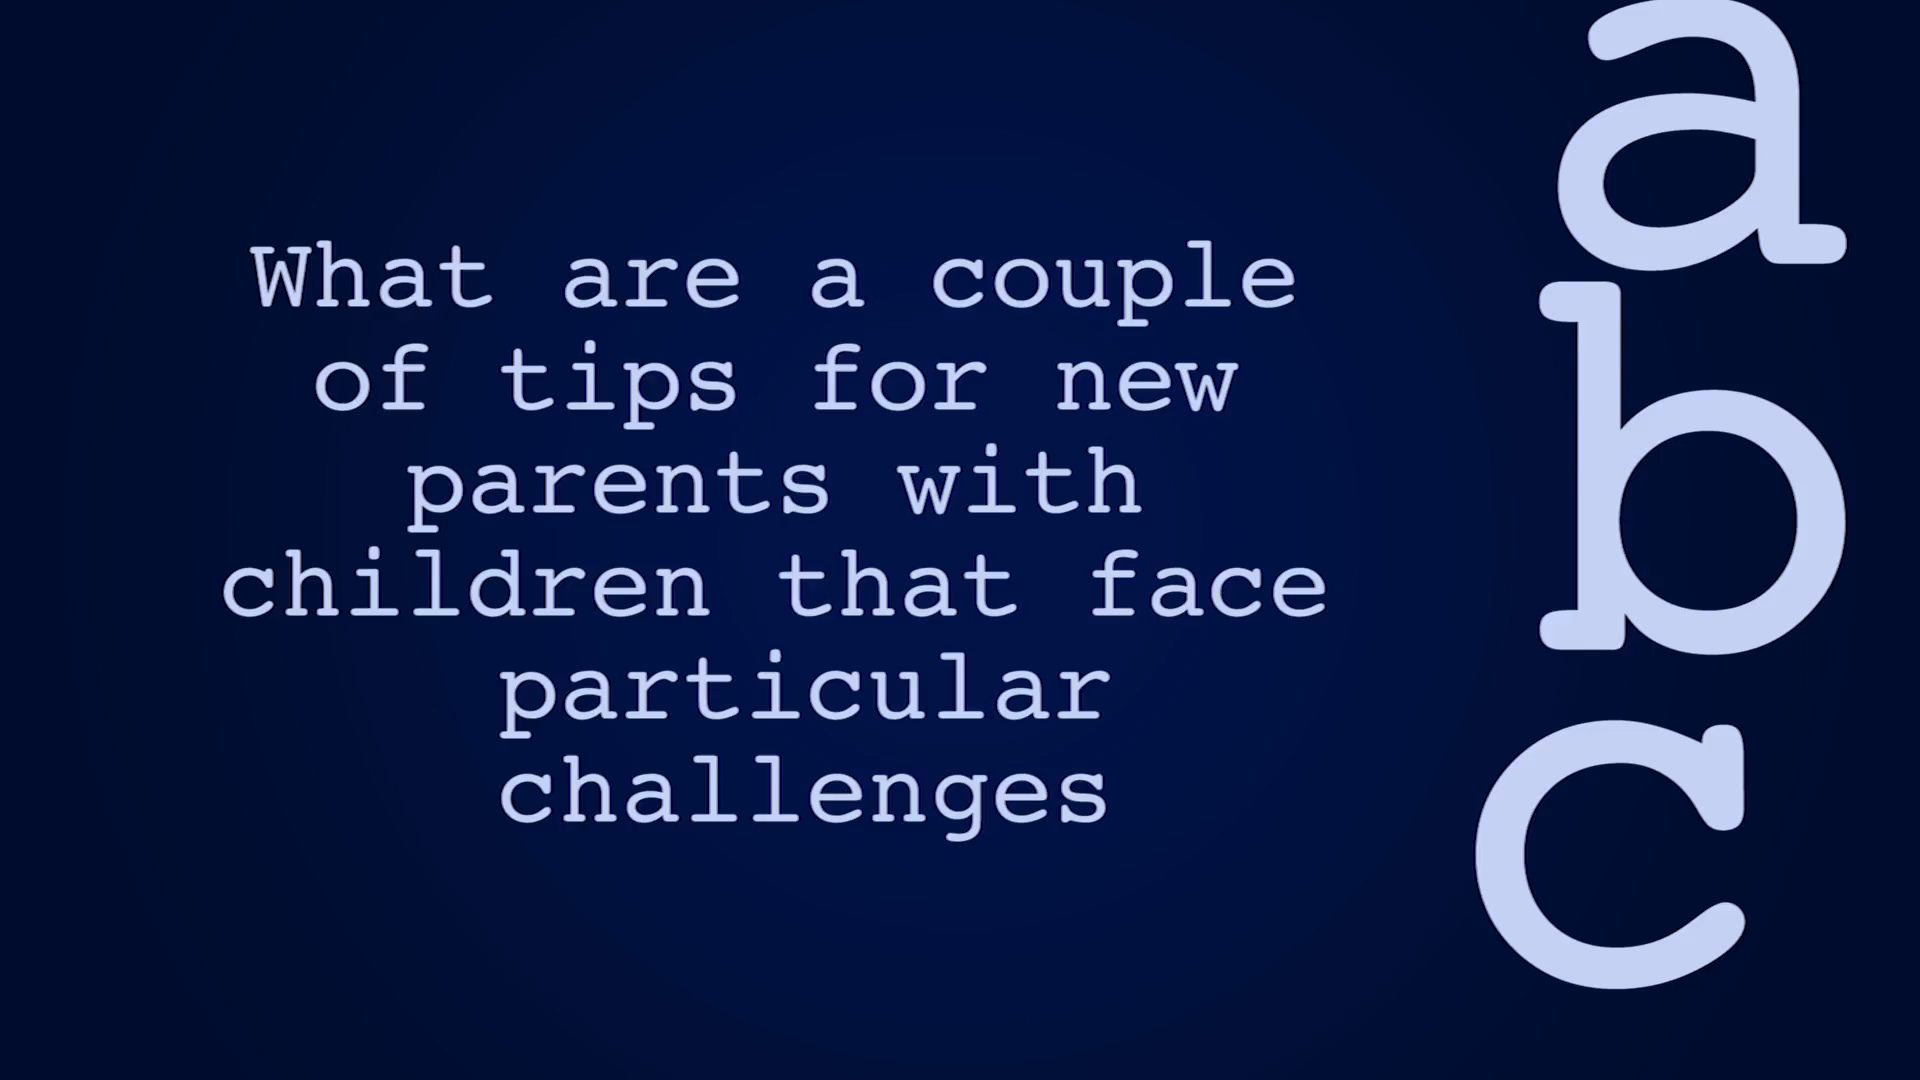 What are a couple
of tips for new
parents with
children that face
particular
challenges
a
b
c